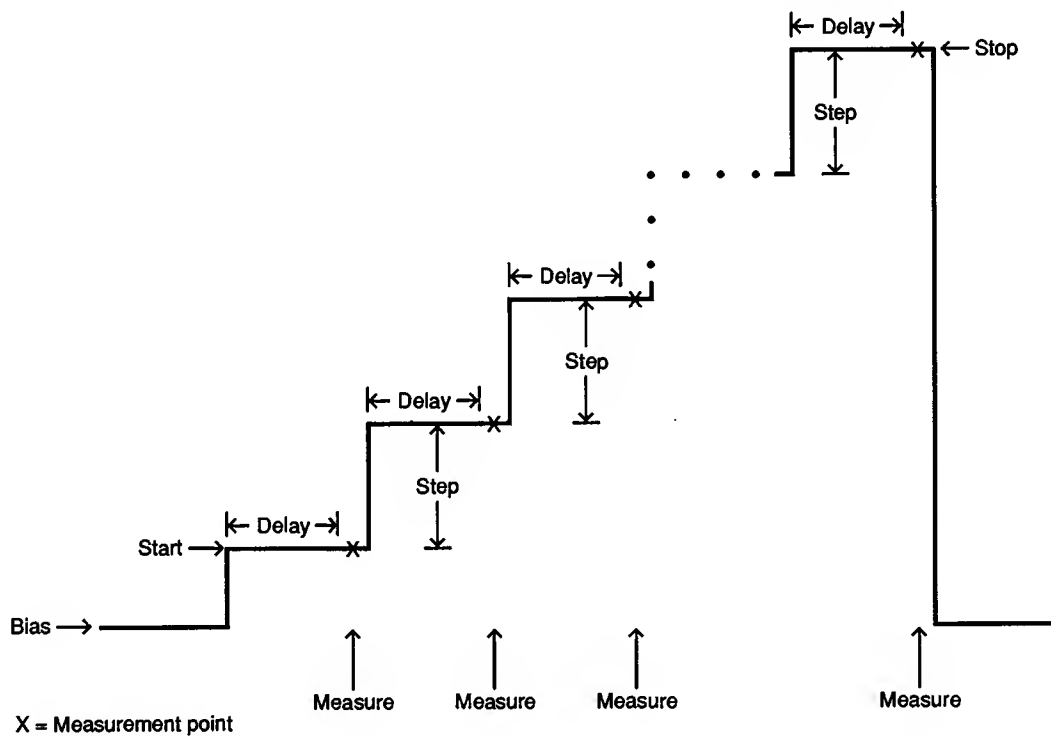 Delay
Stop
Step
Delay
Step
Delay
Step
Delay
Start
Bias
Measure
Measure
Measure
Measure
X = Measurement point